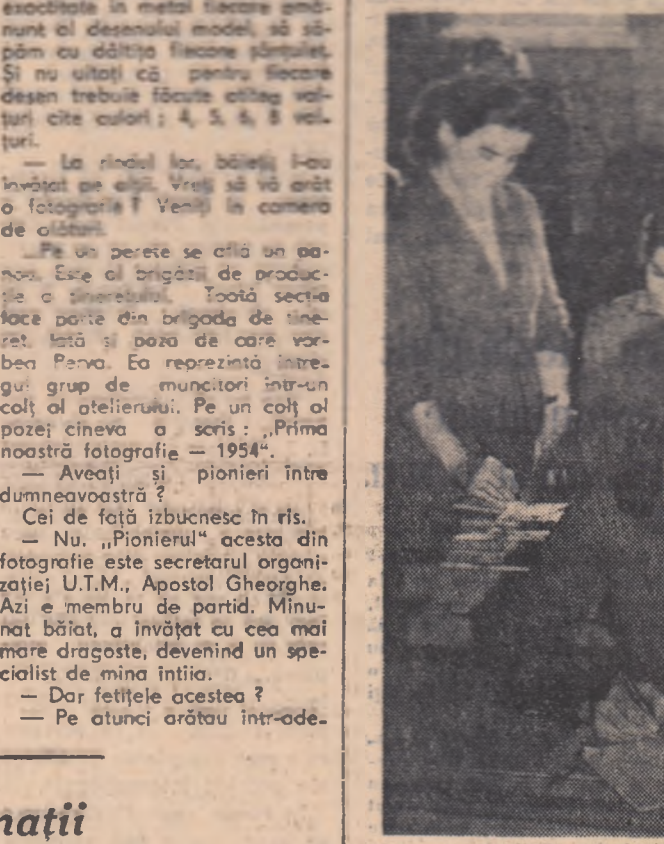 exactitate în metal fiecare amă-
nunt al desenului model, să să-
păm cu dăltița fiecare șănțuleț.
Și nu uitați că pentru fiecare
desen trebuie făcute atîtea val-
țuri cîte culori : 4, 5, 6, 8 val-
țuri.
— La rîndul lor, băieții i-au
învățat pe alții. Vreți să vă arăt
o fotografie ? Veniți în camera
de alături.
...Pe un perete se află un pa-
nou. Este al brigăzii de produc-
ție a tineretului. Toată secția
face parte din brigada de tine-
ret. Iată și poza de care vor-
bea Parva. Ea reprezintă între-
gul grup de muncitori într-un
colț al atelierului. Pe un colț al
pozei cineva a scris : „Prima
noastră fotografie — 1954“.
— Aveați și pionieri între
dumneavoastră ?
Cei de față izbucnesc în rîs.
— Nu. „Pionierul“ acesta din
fotografie este secretarul organi-
zației U.T.M., Apostol Gheorghe.
Azi e membru de partid. Minu-
nat băiat, a învățat cu cea mai
mare dragoste, devenind un spe-
cialist de mîna întîia.
— Dar fetițele acestea ?
— Pe atunci arătau într-ade-
nații